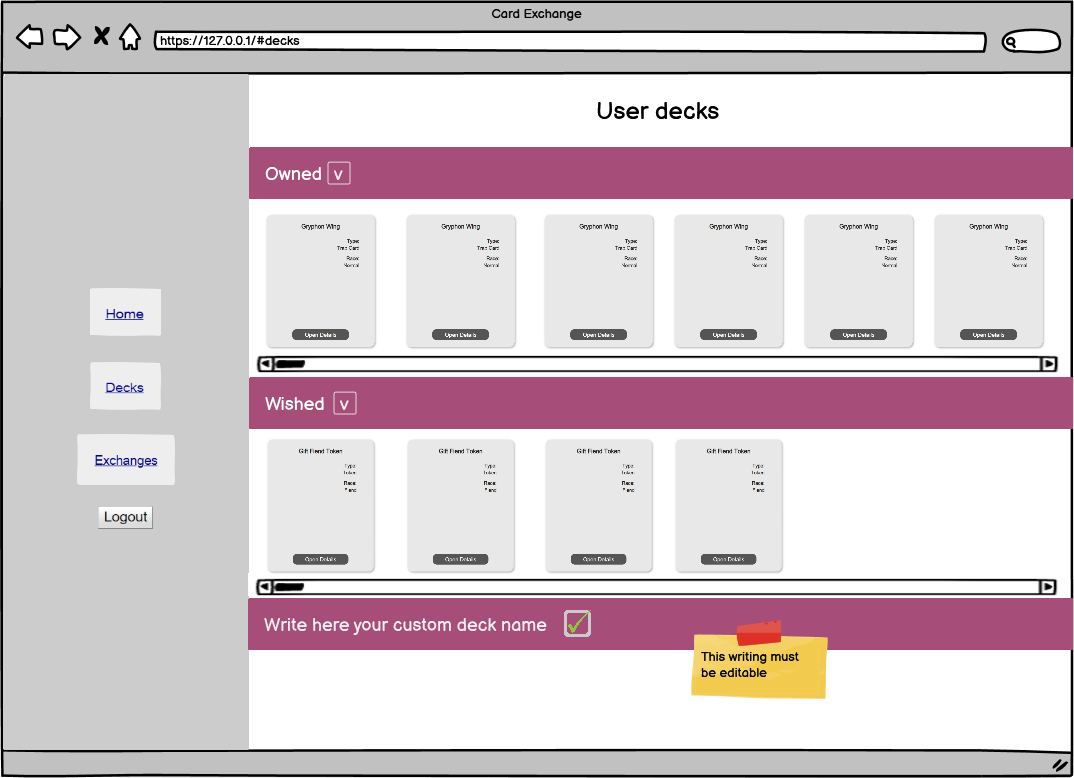 Card Exchange
https://127.0.0.1/#decks
User decks
Owned v
Gryphon Wing Gryphon Wing Gryphon Wing Gryphon Wing Gryphon Wing Gryphon Wing
Type: Type: Type: Type: Type: Type:
Trap Card Trap Card Trap Card Trap Card Trap Card Trap Card
Race: Race: Race: Race: Race: Race:
Normal Normal Normal Normal Normal Normal
Open Details Open Details Open Details Open Details Open Details Open Details
Home
Decks
Exchanges
Logout
Wished v
Gift Fiend Token Gift Fiend Token Gift Fiend Token Gift Fiend Token
Type: Type: Type: Type:
Token Token Token Token
Race: Race: Race: Race:
Open Details Open Details Open Details Open Details
Write here your custom deck name
This writing must
be editable